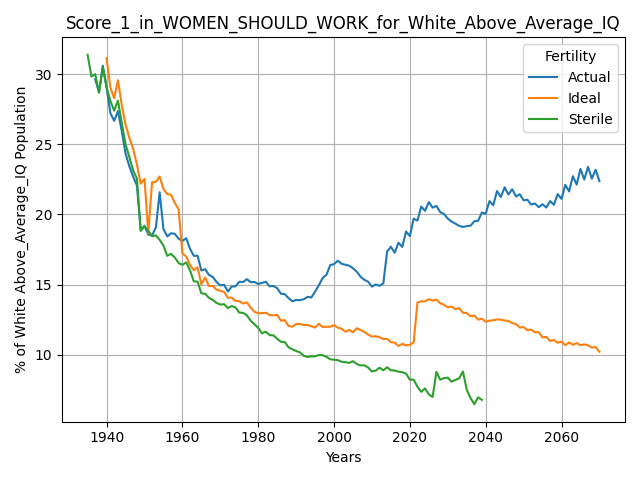 Score_1_in_WOMEN_SHOULD_WORK_for_White_Above_Average_IQ
% of White Above_Average_IQ Population
30
25
20
15
10
Fertility
Actual
Ideal
Sterile
1940 1960 1980 2000 2020 2040 2060
Years